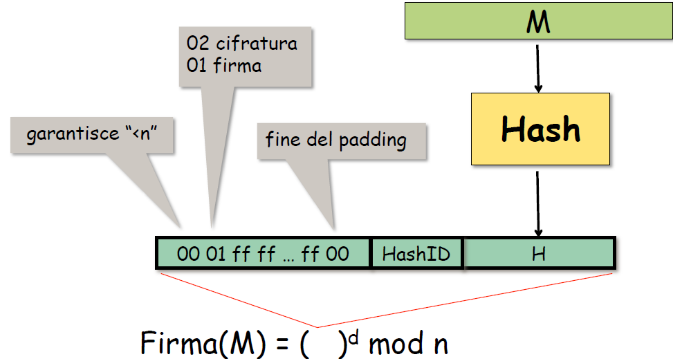 M
02 cifratura
01 firma
Hash
garantisce “<n”
fine del padding
00 01 ff ff … ff 00
HashID
H
Firma(M) = ( )ᵈ mod n